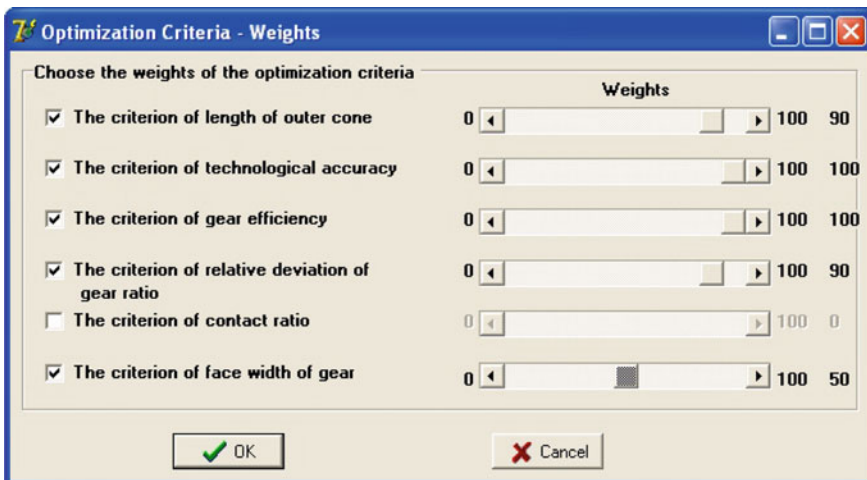 Optimization Criteria - Weights
Choose the weights of the optimization criteria
Weights
The criterion of length of outer cone 0 100 90
The criterion of technological accuracy 0 100 100
The criterion of gear efficiency 0 100 100
The criterion of relative deviation of 0 100 90
gear ratio
The criterion of contact ratio 0 100 0
The criterion of face width of gear 0 100 50
OK Cancel